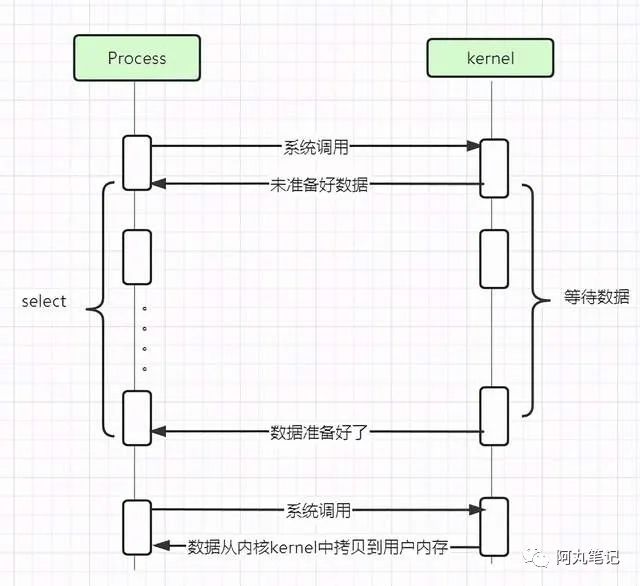 Process
kernel
系统调用
未准备好数据
select
等待数据
数据准备好了
系统调用
数据从内核kernel中拷贝到用户内存
阿丸笔记